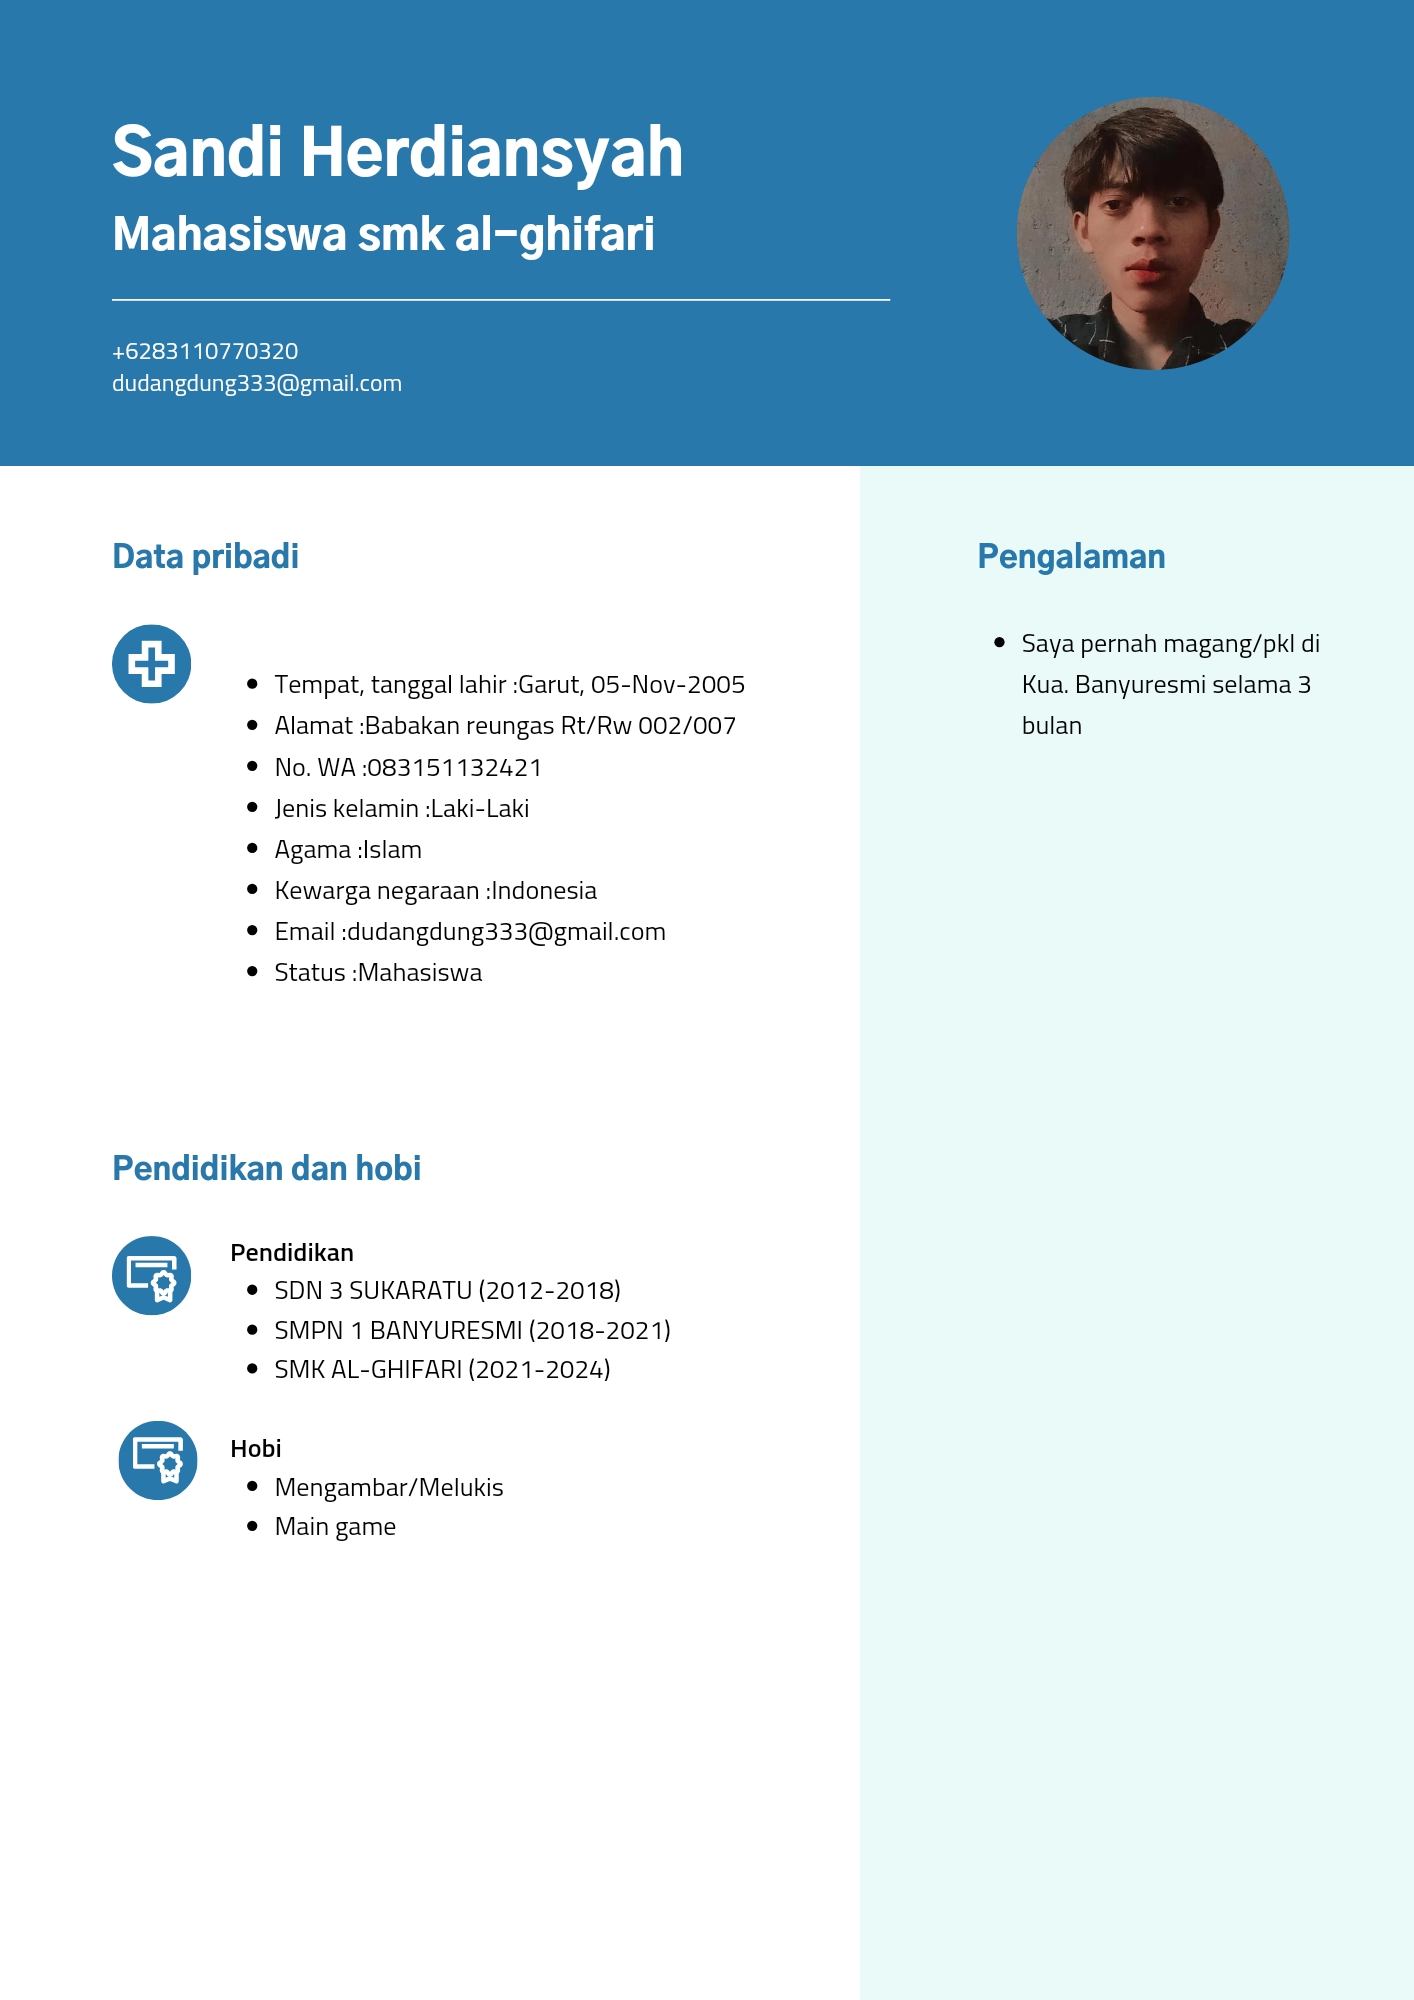 Sandi Herdiansyah
Mahasiswa smk al-ghifari
+6283110770320
dudangdung333@gmail.com
Data pribadi
Tempat, tanggal lahir :Garut, 05-Nov-2005
Alamat :Babakan reungas Rt/Rw 002/007
No. WA :083151132421
Jenis kelamin :Laki-Laki
Agama :Islam
Kewarga negaraan :Indonesia
Email :dudangdung333@gmail.com
Status :Mahasiswa
Pendidikan dan hobi
Pendidikan
SDN 3 SUKARATU (2012-2018)
SMPN 1 BANYURESMI (2018-2021)
SMK AL-GHIFARI (2021-2024)
Hobi
Mengambar/Melukis
Main game
Pengalaman
Saya pernah magang/pkl di
Kua. Banyuresmi selama 3
bulan